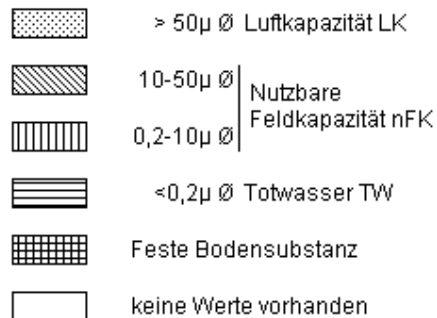 > 50µ Ø Luftkapazität LK
10-50µ Ø
Nutzbare
Feldkapazität nFK
0,2-10µ Ø
<0,2µ Ø Totwasser TW
Feste Bodensubstanz
keine Werte vorhanden